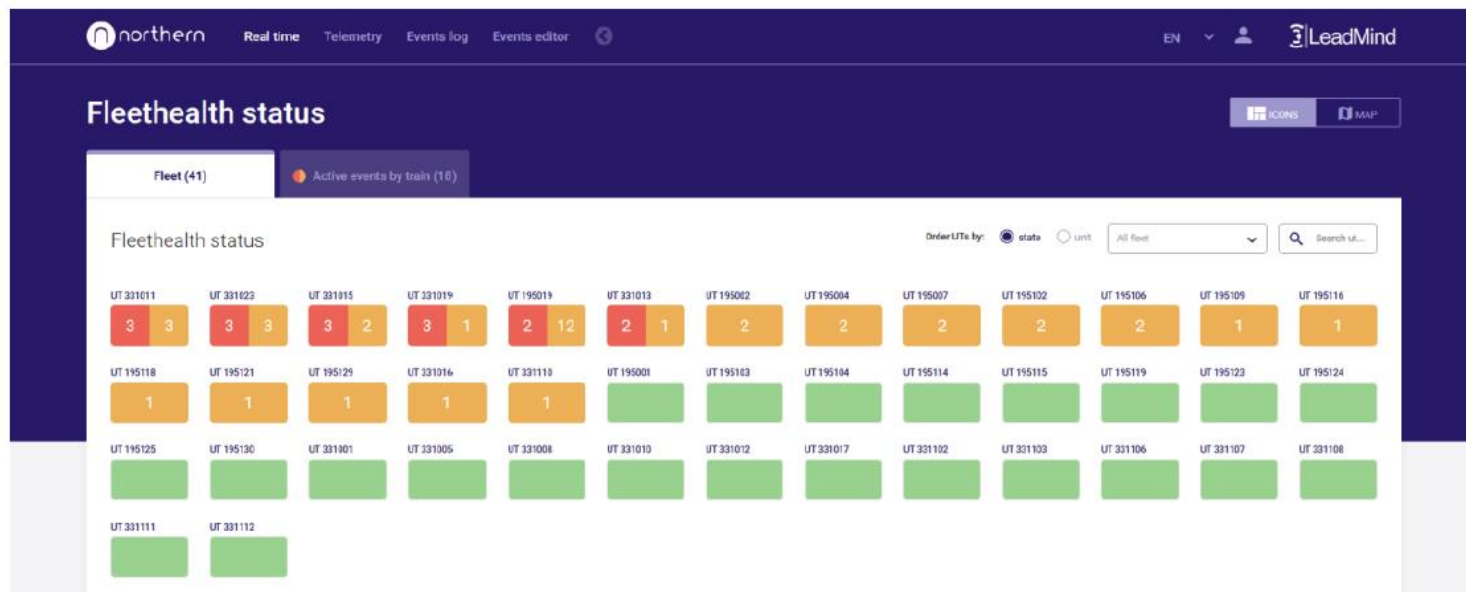 northern Real time Telemetry Events log Events editor EN LeadMind
Fleethealth status ICONS MAP
Fleet (41) Active events by train (18)
Fleethealth status Order UTs by: state unit All fleet Search ut...
UT 331011 UT 331023 UT 331015 UT 331019 UT 195019 UT 331013 UT 195002 UT 195004 UT 195007 UT 195102 UT 195106 UT 195109 UT 195116
3 3 3 3 3 2 3 1 2 12 2 1 2 2 2 2 2 1 1
UT 195118 UT 195121 UT 195129 UT 331016 UT 331110 UT 195001 UT 195103 UT 195104 UT 195114 UT 195115 UT 195119 UT 195123 UT 195124
1 1 1 1 1
UT 195125 UT 195130 UT 331001 UT 331005 UT 331008 UT 331010 UT 331012 UT 331017 UT 331102 UT 331103 UT 331106 UT 331107 UT 331108
UT 331111 UT 331112